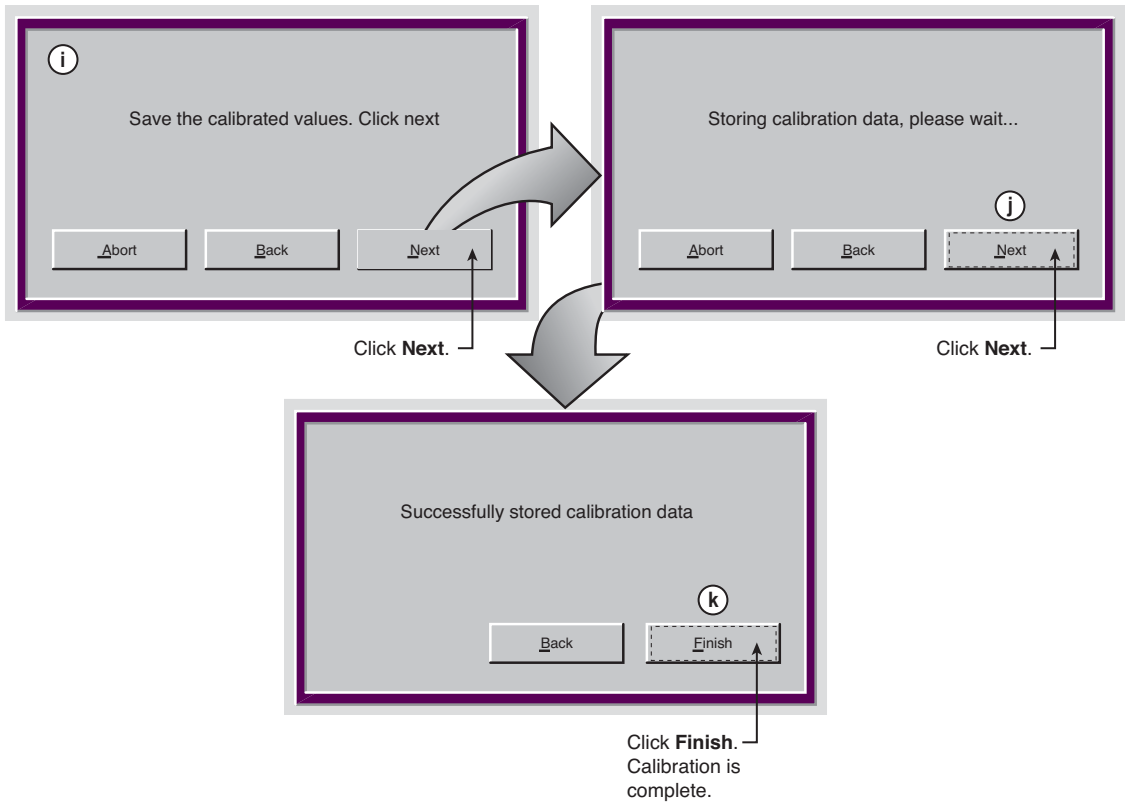 i
Save the calibrated values. Click next
Abort
Back
Next
Click Next.
Storing calibration data, please wait...
j
Abort
Back
Next
Click Next.
Successfully stored calibration data
k
Back
Finish
Click Finish.
Calibration is
complete.